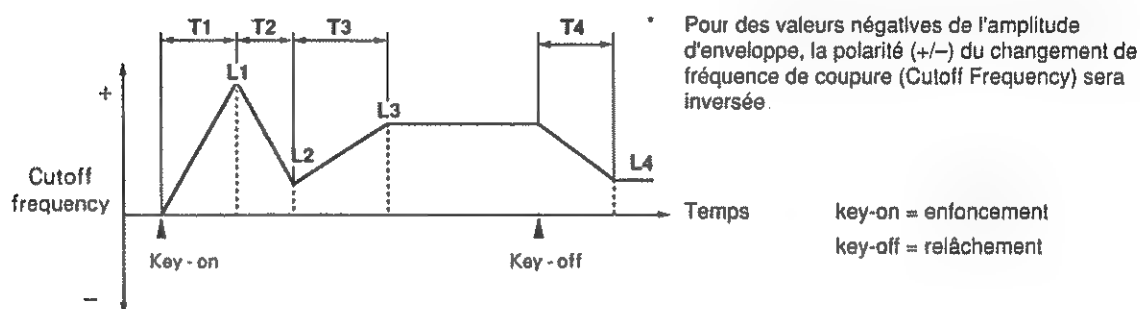 T1 T2 T3 T4
L1
+
L3
L2
L4
Cutoff
frequency
Key - on
Key - off
−
* Pour des valeurs négatives de l'amplitude
d'enveloppe, la polarité (+/−) du changement de
fréquence de coupure (Cutoff Frequency) sera
inversée.
Temps
key-on = enfoncement
key-off = relâchement